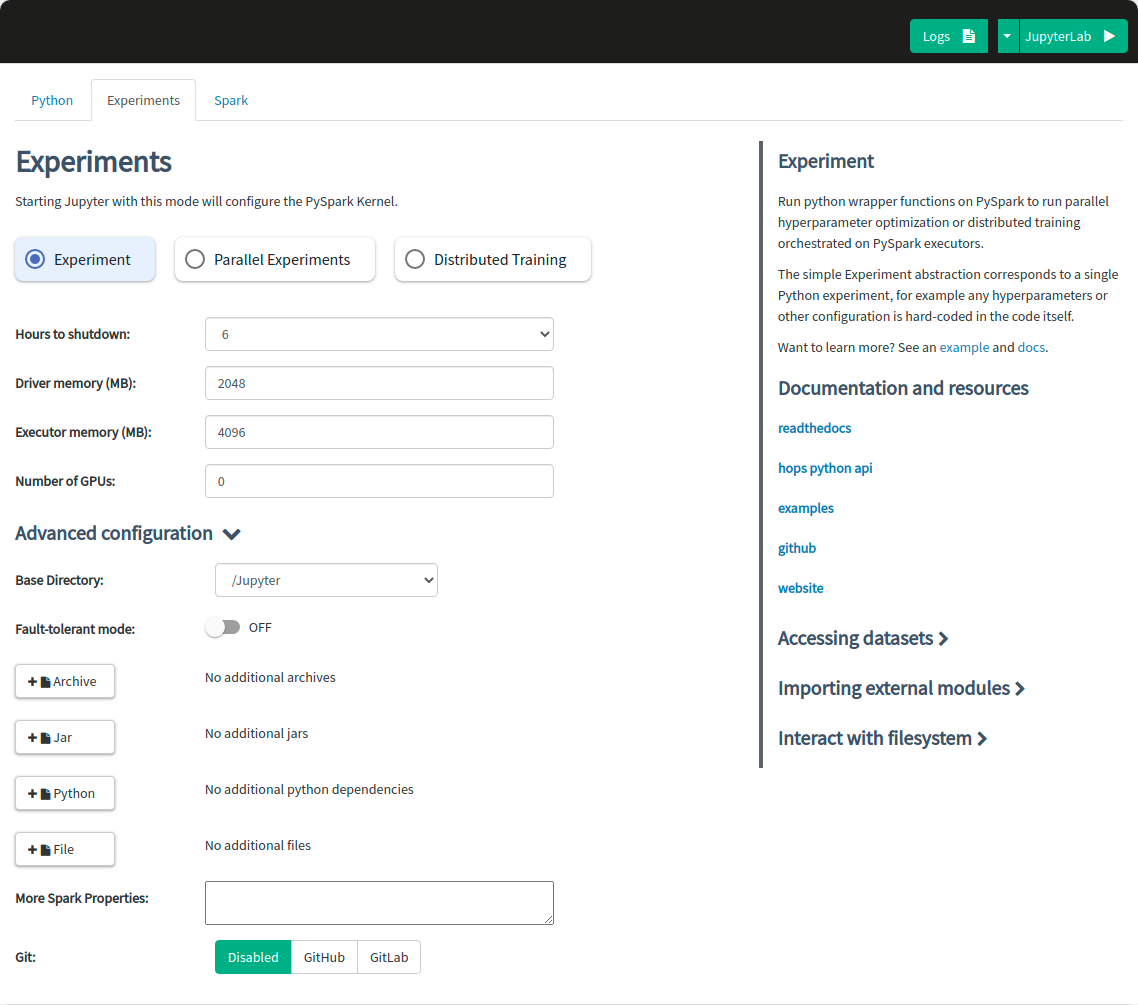 Logs
JupyterLab
Python
Experiments
Spark
Experiments
Starting Jupyter with this mode will configure the PySpark Kernel.
Experiment
Parallel Experiments
Distributed Training
Hours to shutdown:
6
Driver memory (MB):
2048
Executor memory (MB):
4096
Number of GPUs:
0
Advanced configuration
Base Directory:
/Jupyter
Fault-tolerant mode:
OFF
Archive
No additional archives
Jar
No additional jars
Python
No additional python dependencies
File
No additional files
More Spark Properties:
Git:
Disabled
GitHub
GitLab
Experiment
Run python wrapper functions on PySpark to run parallel
hyperparameter optimization or distributed training
orchestrated on PySpark executors.
The simple Experiment abstraction corresponds to a single
Python experiment, for example any hyperparameters or
other configuration is hard-coded in the code itself.
Want to learn more? See an example and docs.
Documentation and resources
readthedocs
hops python api
examples
github
website
Accessing datasets
Importing external modules
Interact with filesystem